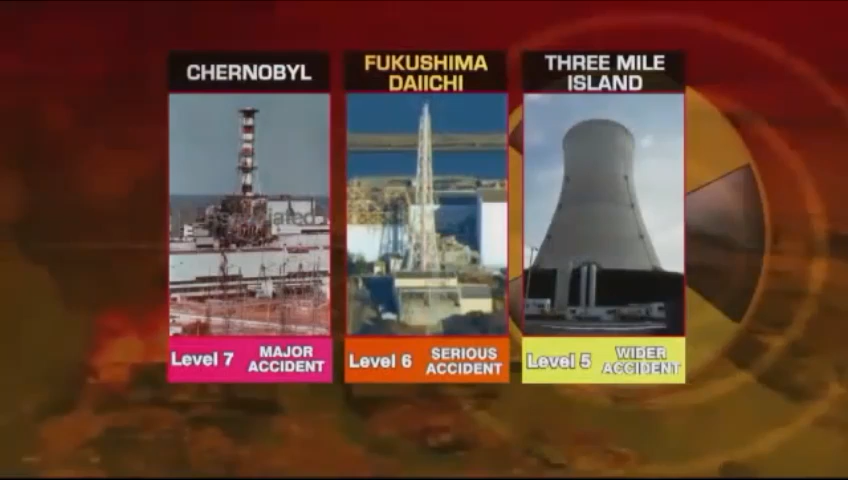 CHERNOBYL
FUKUSHIMA
DAIICHI
THREE MILE
ISLAND
Level 7
MAJOR
ACCIDENT
Level 6
SERIOUS
ACCIDENT
Level 5
WIDER
ACCIDENT